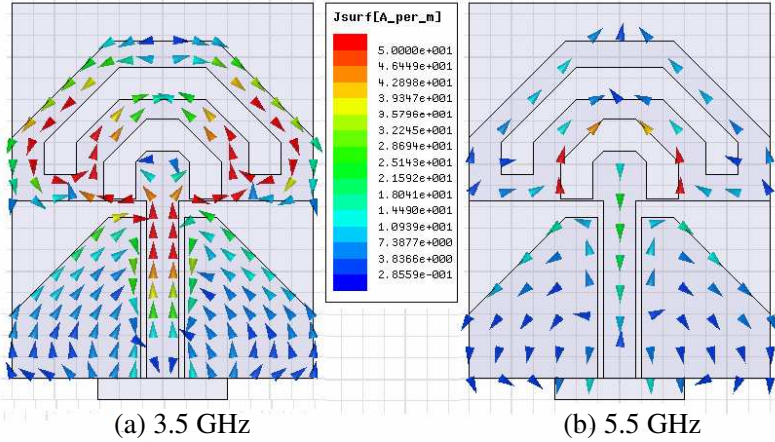 Jsurf[A_per_m]
5.0000e+001
4.6449e+001
4.2898e+001
3.9347e+001
3.5796e+001
3.2245e+001
2.8694e+001
2.5143e+001
2.1592e+001
1.8041e+001
1.4490e+001
1.0939e+001
7.3877e+000
3.8366e+000
2.8559e-001
(a) 3.5 GHz
(b) 5.5 GHz